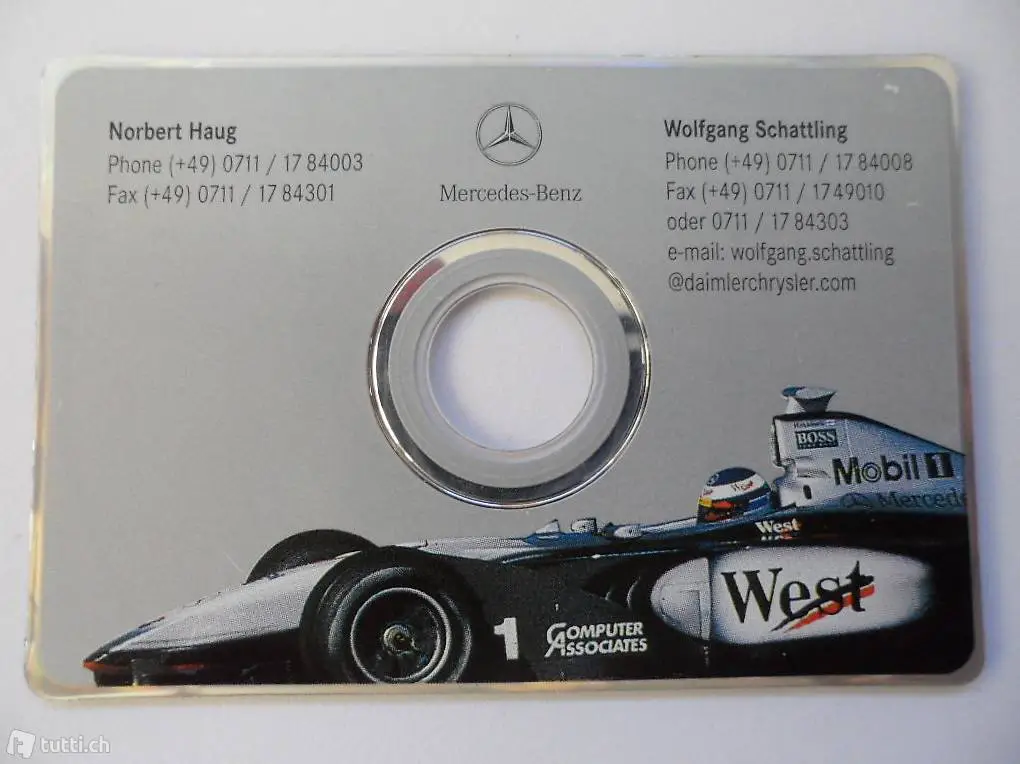 Norbert Haug
Phone (+49) 0711 / 17 84003
Fax (+49) 0711 / 17 84301
Mercedes-Benz
Wolfgang Schattling
Phone (+49) 0711 / 17 84008
Fax (+49) 0711 / 17 49010
oder 0711 / 17 84303
e-mail: wolfgang.schattling
@daimlerchrysler.com
BOSS
Mobil 1
Mercede
West
West
1
COMPUTER
ASSOCIATES
tutti.ch